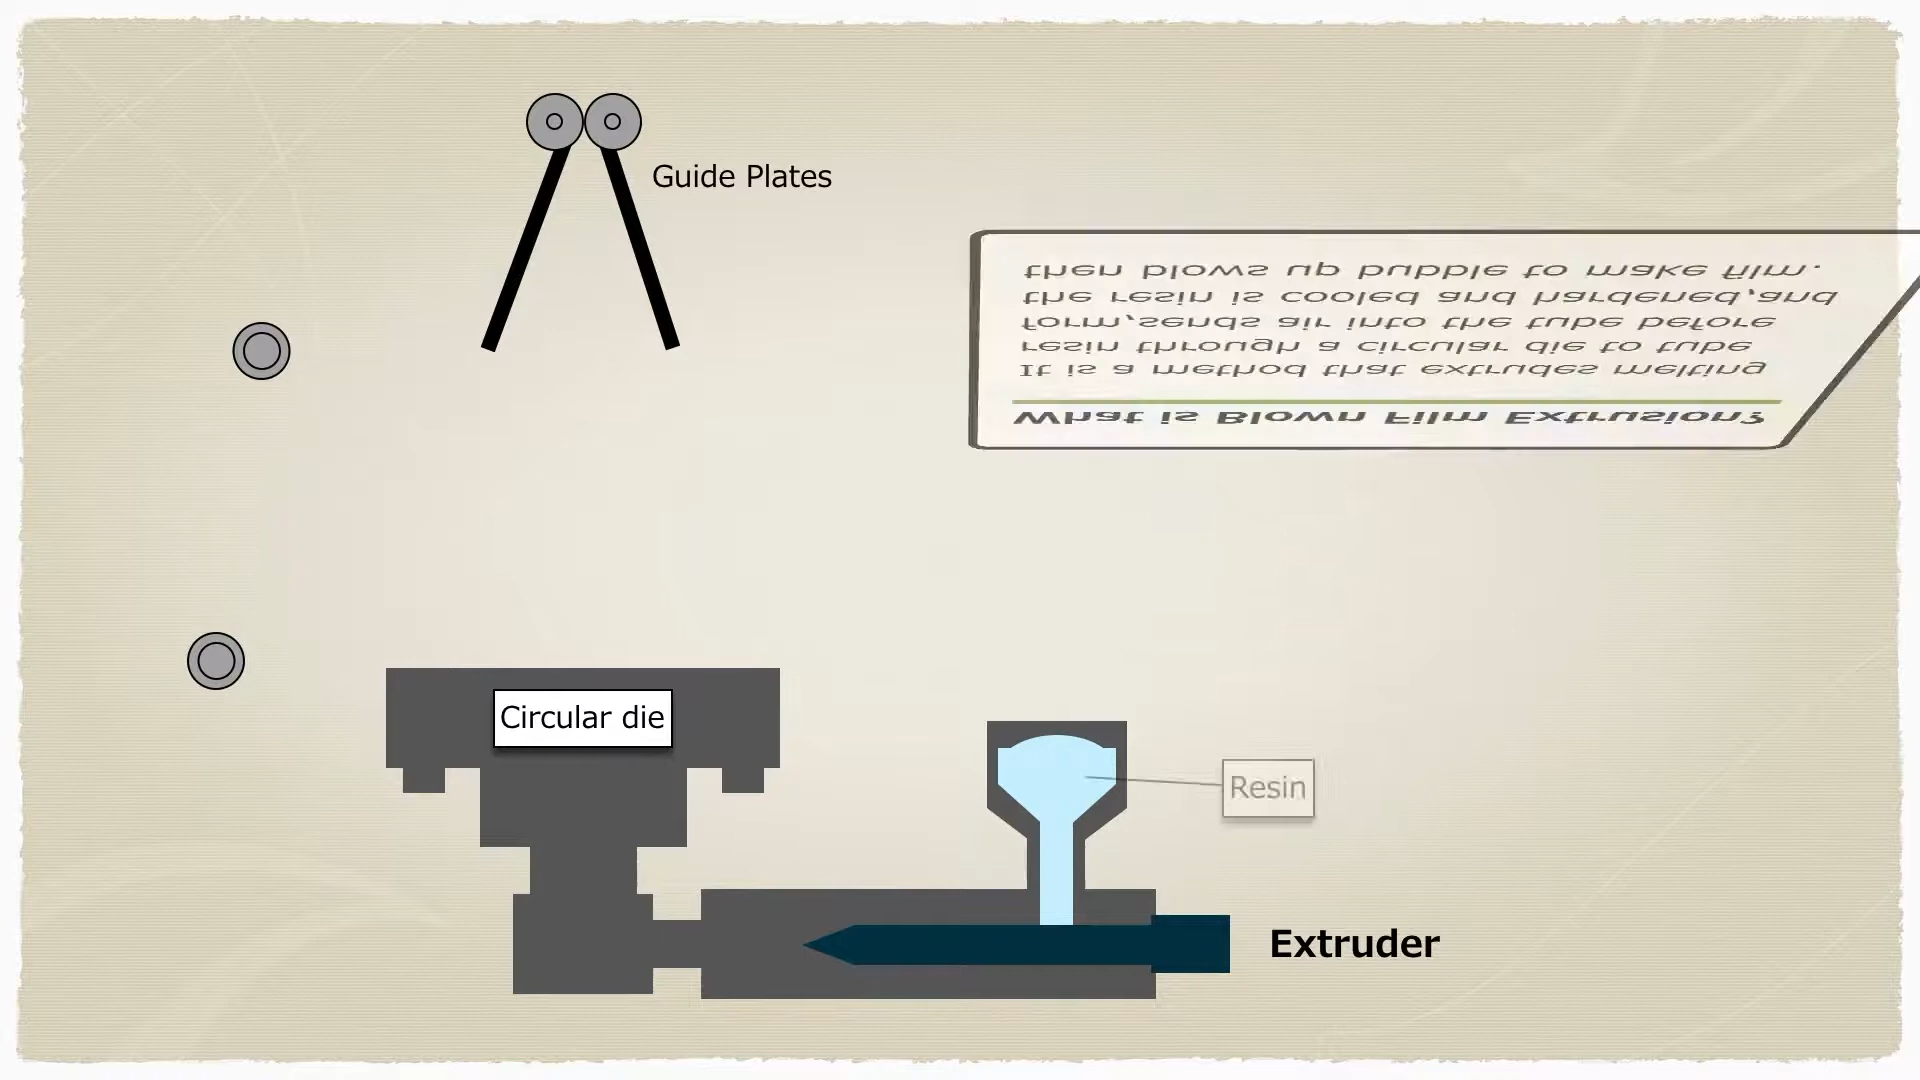 Guide Plates
What is Blown Film Extrusion?
It is a method that extrudes melting
resin through a circular die to tube
form,sends air into the tube before
the resin is cooled and hardened,and
then blows up bubble to make film.
Circular die
Resin
Extruder